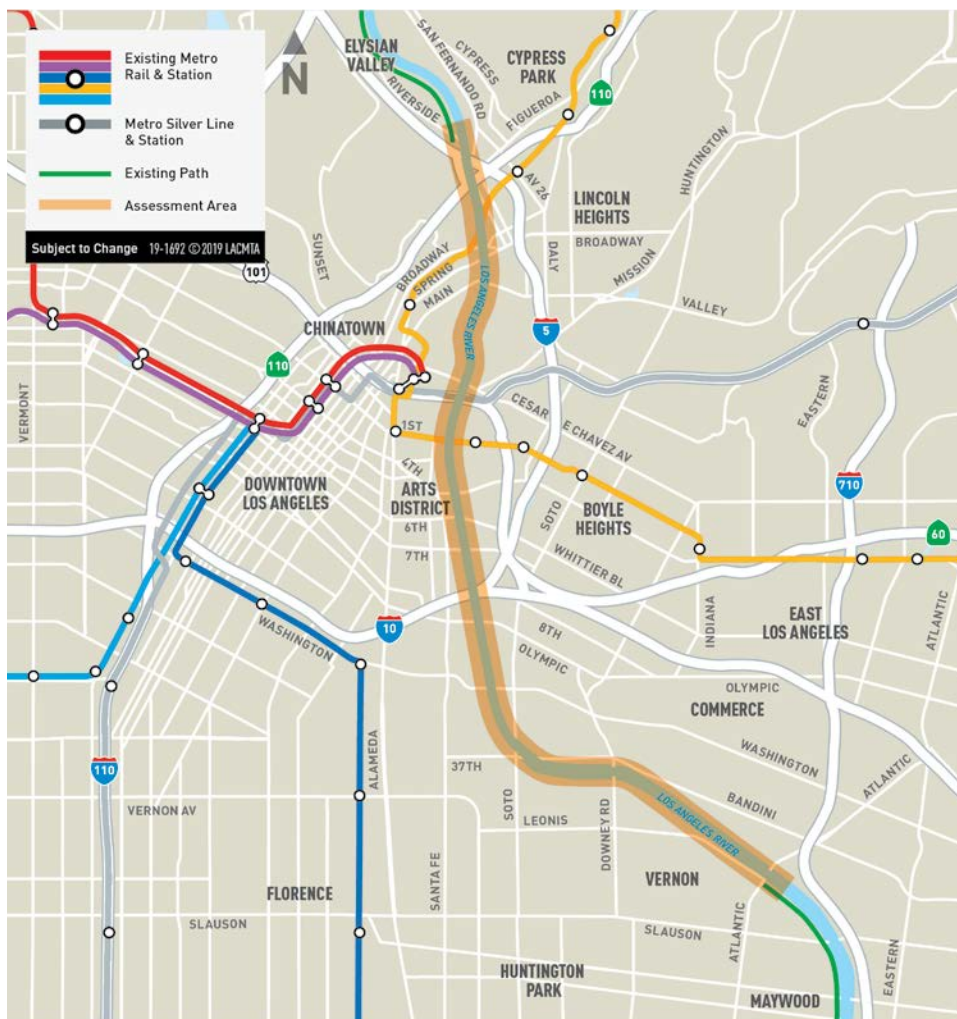 Existing Metro
Rail & Station
Metro Silver Line
& Station
Existing Path
Assessment Area
Subject to Change 19-1692 ©2019 LACMTA
N
ELYSIAN
VALLEY
RIVERSIDE
SAN FERNANDO RD
CYPRESS
CYPRESS
PARK
FIGUEROA
110
AV 26
HUNTINGTON
LINCOLN
HEIGHTS
BROADWAY
DALY
MISSION
SUNSET
101
BROADWAY
SPRING
MAIN
LOS ANGELES RIVER
VALLEY
CHINATOWN
5
110
VERMONT
EASTERN
CESAR E CHAVEZ AV
1ST
4TH
DOWNTOWN
LOS ANGELES
ARTS
DISTRICT
6TH
7TH
SOTO
BOYLE
HEIGHTS
WHITTIER BL
710
60
10
WASHINGTON
8TH
OLYMPIC
INDIANA
EAST
LOS ANGELES
ATLANTIC
OLYMPIC
COMMERCE
WASHINGTON
ATLANTIC
110
ALAMEDA
37TH
SOTO
VERNON AV
LEONIS
DOWNEY RD
LOS ANGELES RIVER
BANDINI
FLORENCE
SANTA FE
VERNON
SLAUSON
SLAUSON
ATLANTIC
EASTERN
HUNTINGTON
PARK
MAYWOOD